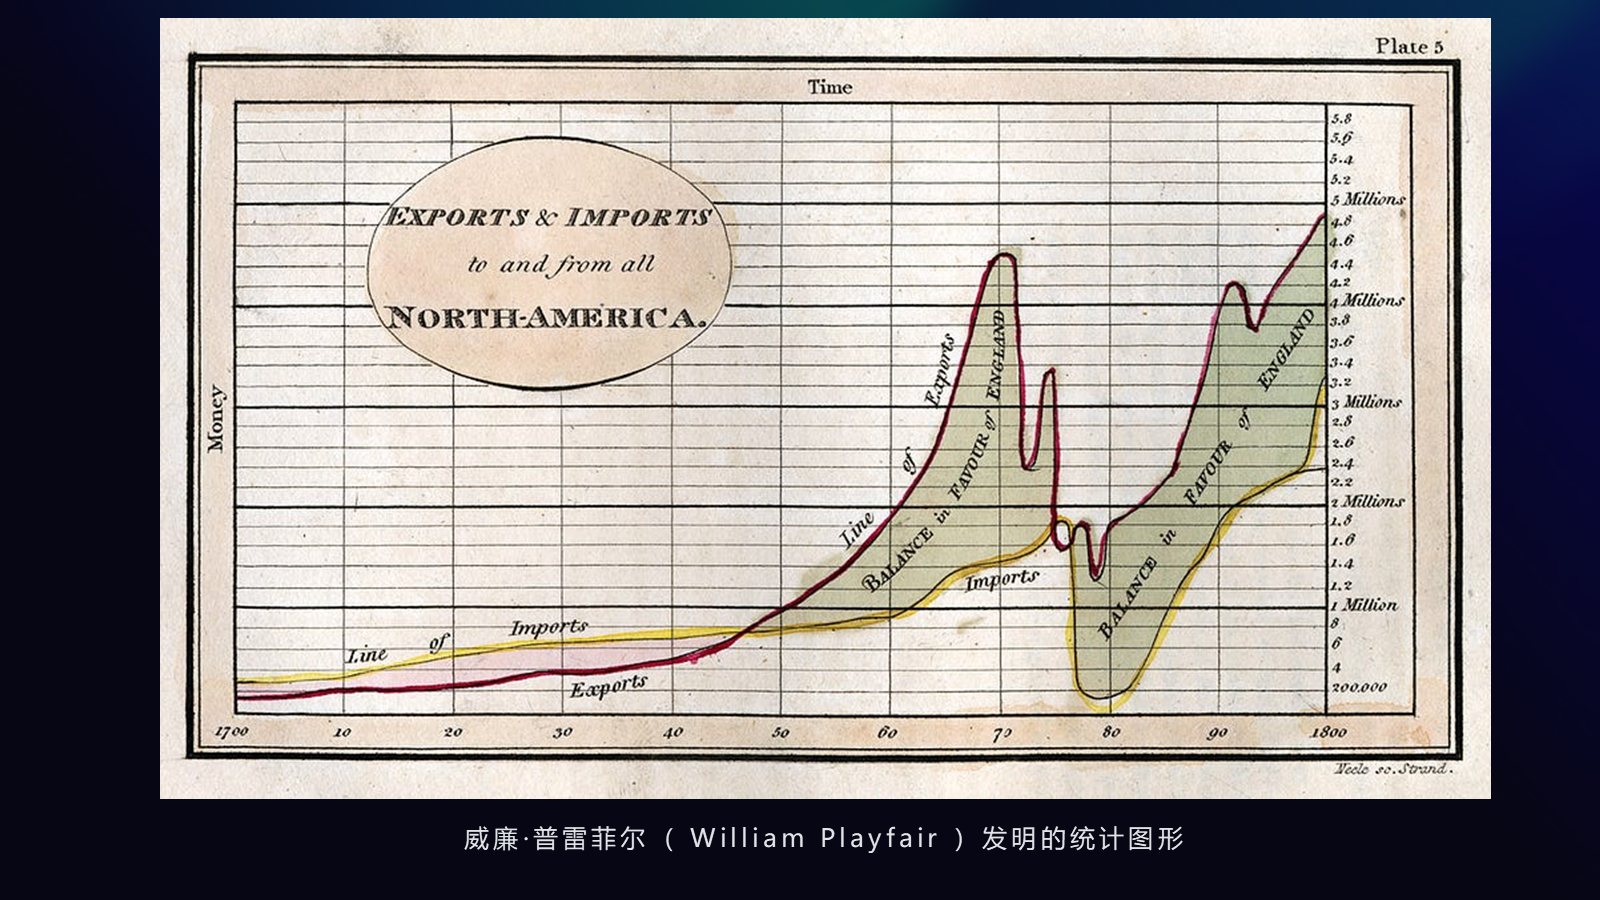 Plate 5
Time
EXPORTS & IMPORTS
to and from all
NORTH-AMERICA.
Money
5.8
5.6
5.4
5.2
5 Millions
4.8
4.6
4.4
4.2
4 Millions
3.8
3.6
3.4
3.2
3 Millions
2.8
2.6
2.4
2.2
2 Millions
1.8
1.6
1.4
1.2
1 Million
8
6
4
200,000
Line of Exports
BALANCE in FAVOUR of ENGLAND
Imports
BALANCE in FAVOUR of ENGLAND
Line of Imports
Exports
1700 10 20 30 40 50 60 70 80 90 1800
Neele sc. Strand.
威廉·普雷菲尔（William Playfair）发明的统计图形